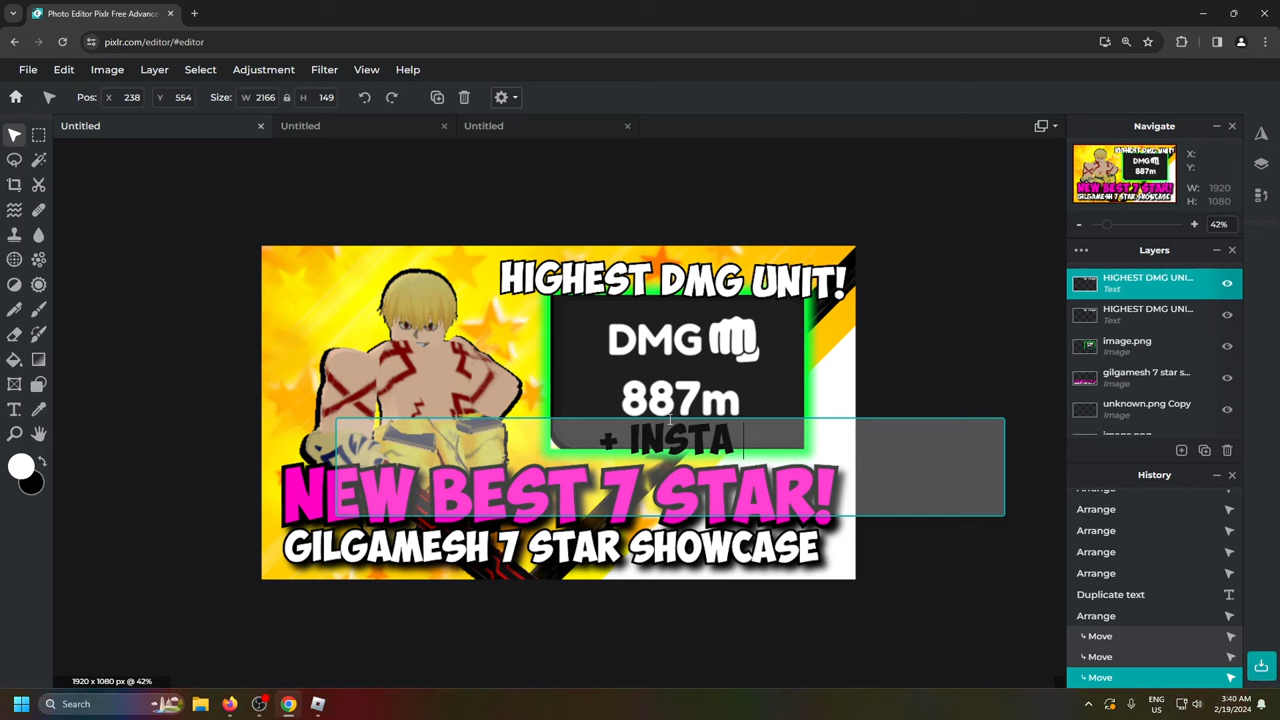 Photo Editor Pixlr Free Advance
pixlr.com/editor/#editor
File Edit Image Layer Select Adjustment Filter View Help
Pos: X 238 Y 554 Size: W 2166 H 149
Untitled Untitled Untitled
Navigate
X:
Y:
W: 1920
H: 1080
42%
Layers
HIGHEST DMG UNI...
Text
HIGHEST DMG UNI...
Text
image.png
Image
gilgamesh 7 star s...
Image
unknown.png Copy
Image
image.png
History
Arrange
Arrange
Arrange
Arrange
Duplicate text
Arrange
Move
Move
Move
HIGHEST DMG UNIT!
DMG
887m
+ INSTA
NEW BEST 7 STAR!
GILGAMESH 7 STAR SHOWCASE
1920 x 1080 px @ 42%
Search
ENG
US
3:40 AM
2/19/2024